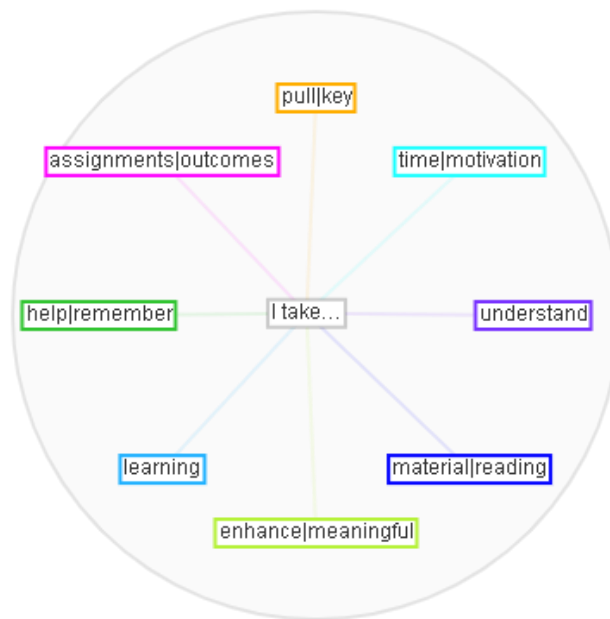 pull|key
assignments|outcomes
time|motivation
help|remember
I take...
understand
learning
material|reading
enhance|meaningful